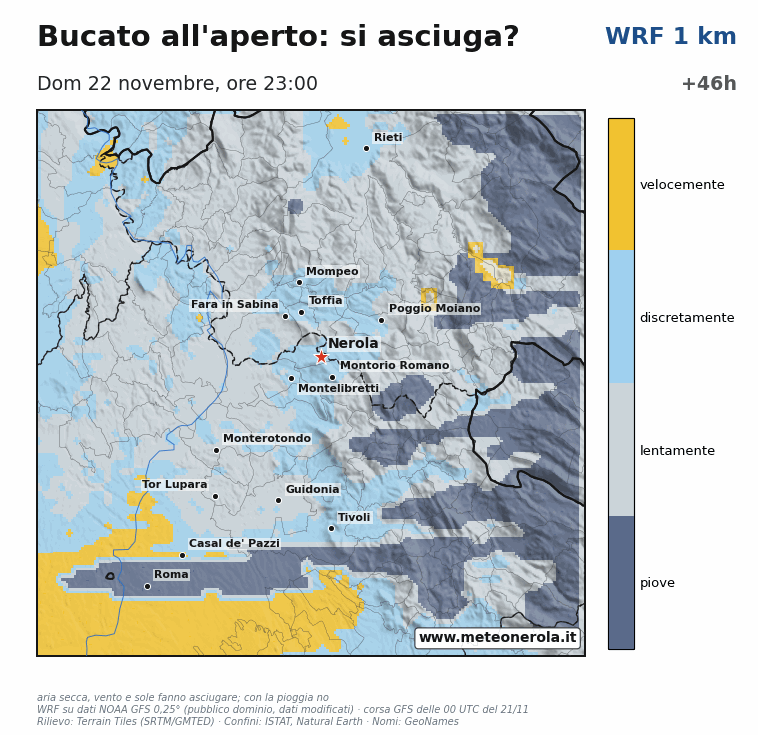 Bucato all'aperto: si asciuga?
WRF 1 km
Dom 22 novembre, ore 23:00
+46h
Rieti
velocemente
Mompeo
Fara in Sabina
Toffia
Poggio Moiano
discretamente
Nerola
Montorio Romano
Montelibretti
Monterotondo
lentamente
Tor Lupara
Guidonia
Tivoli
Casal de' Pazzi
Roma
piove
www.meteonerola.it
aria secca, vento e sole fanno asciugare; con la pioggia no
WRF su dati NOAA GFS 0,25° (pubblico dominio, dati modificati) · corsa GFS delle 00 UTC del 21/11
Rilievo: Terrain Tiles (SRTM/GMTED) · Confini: ISTAT, Natural Earth · Nomi: GeoNames